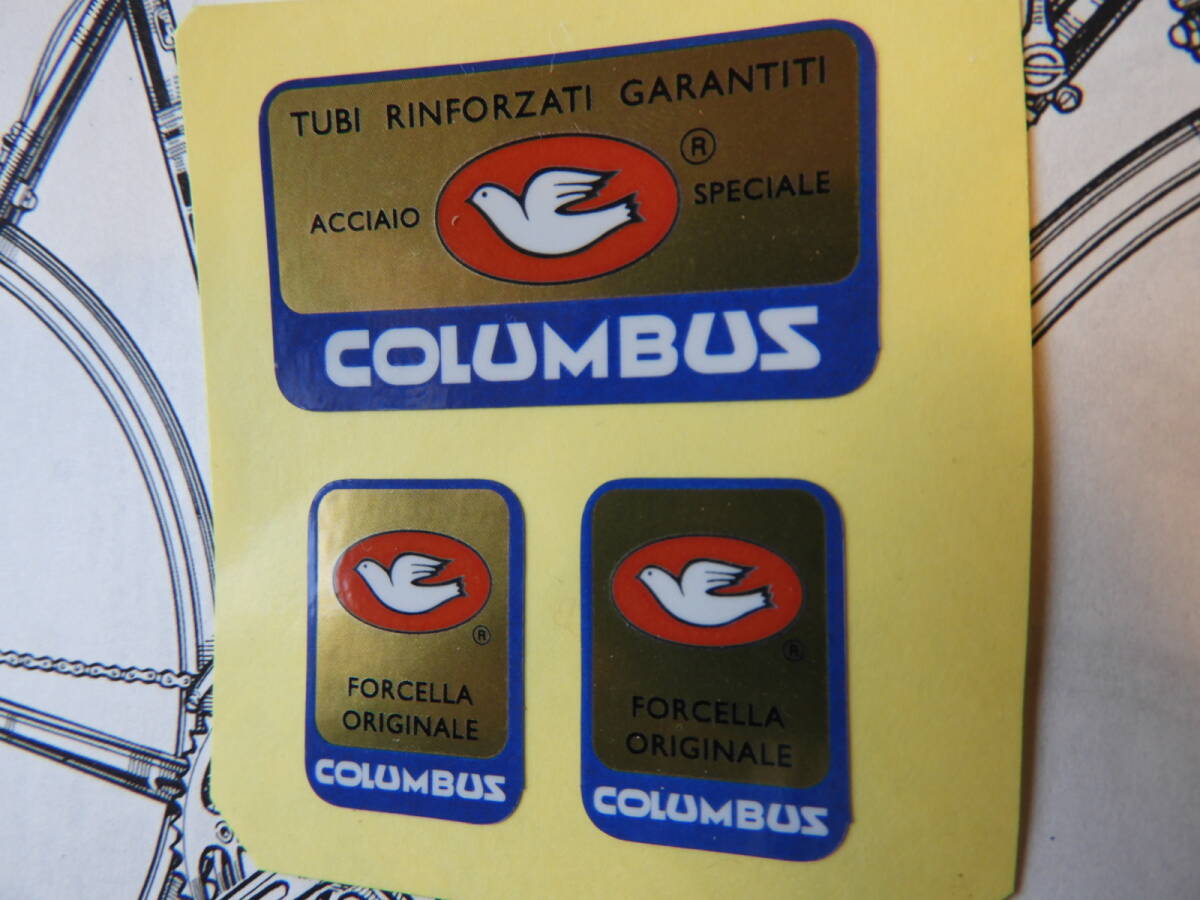 TUBI RINFORZATI GARANTITI
®
ACCIAIO SPECIALE
COLUMBUS
®
FORCELLA
ORIGINALE
COLUMBUS
®
FORCELLA
ORIGINALE
COLUMBUS